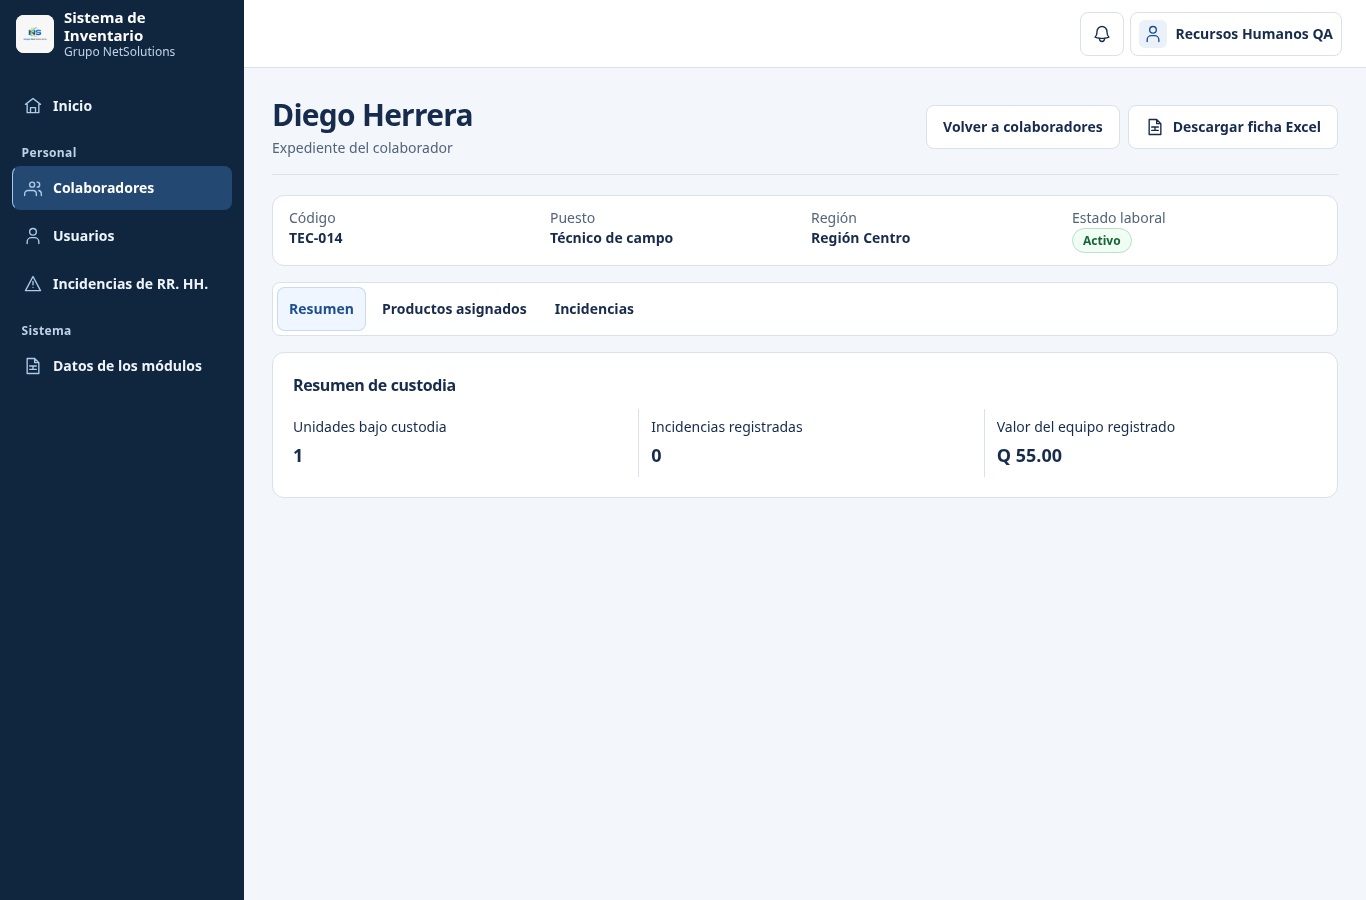 Sistema de
Inventario
Grupo NetSolutions
Inicio
Personal
Colaboradores
Usuarios
Incidencias de RR. HH.
Sistema
Datos de los módulos
Recursos Humanos QA
Diego Herrera
Expediente del colaborador
Volver a colaboradores
Descargar ficha Excel
Código
TEC-014
Puesto
Técnico de campo
Región
Región Centro
Estado laboral
Activo
Resumen
Productos asignados
Incidencias
Resumen de custodia
Unidades bajo custodia
1
Incidencias registradas
0
Valor del equipo registrado
Q 55.00